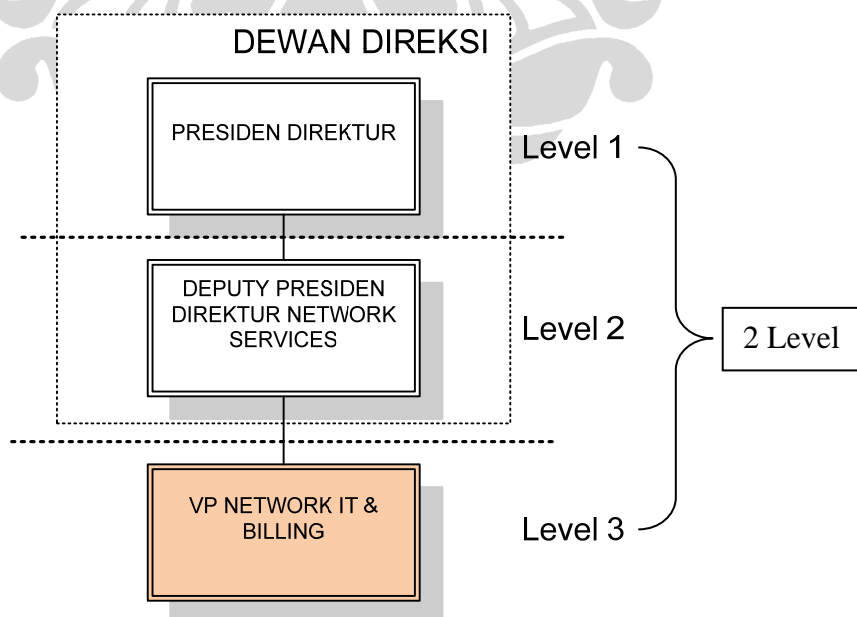 DEWAN DIREKSI
PRESIDEN DIREKTUR
Level 1
DEPUTY PRESIDEN
DIREKTUR NETWORK
SERVICES
Level 2
2 Level
VP NETWORK IT &
BILLING
Level 3